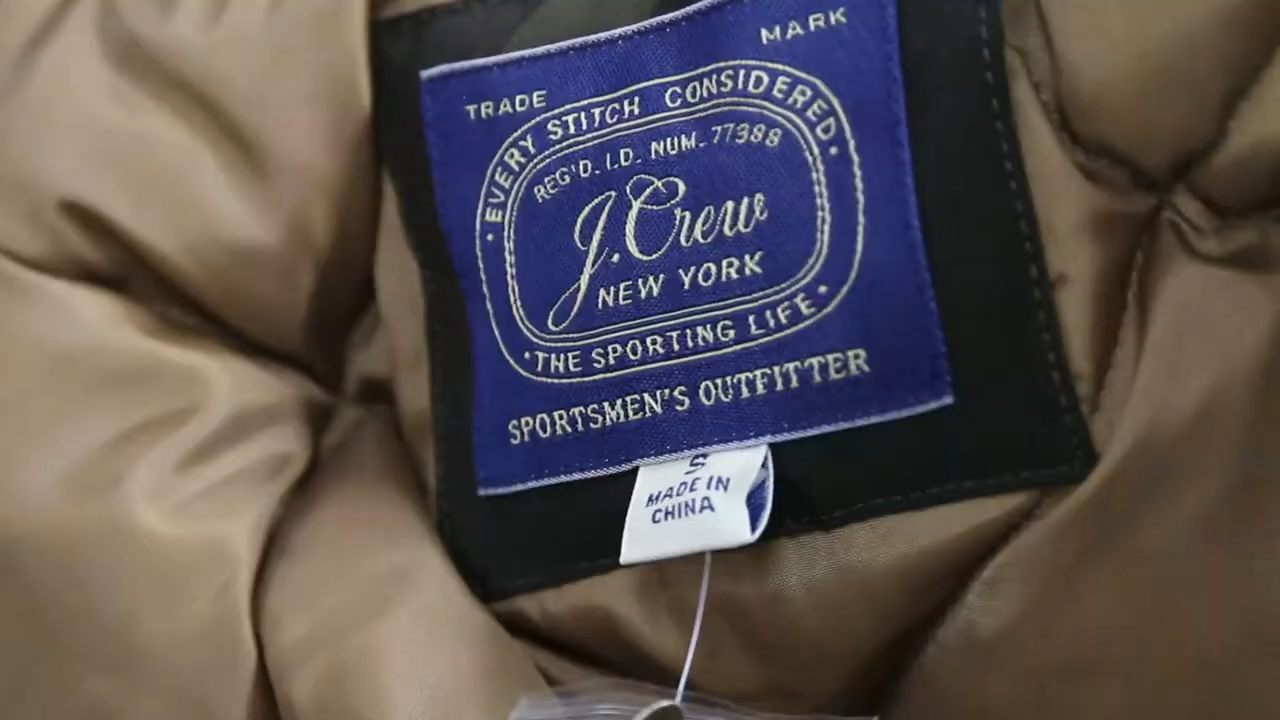 TRADE MARK
· EVERY STITCH CONSIDERED.
REG'D. I.D. NUM. 77388
J.Crew
NEW YORK
· THE SPORTING LIFE ·
SPORTSMEN'S OUTFITTER
S
MADE IN
CHINA